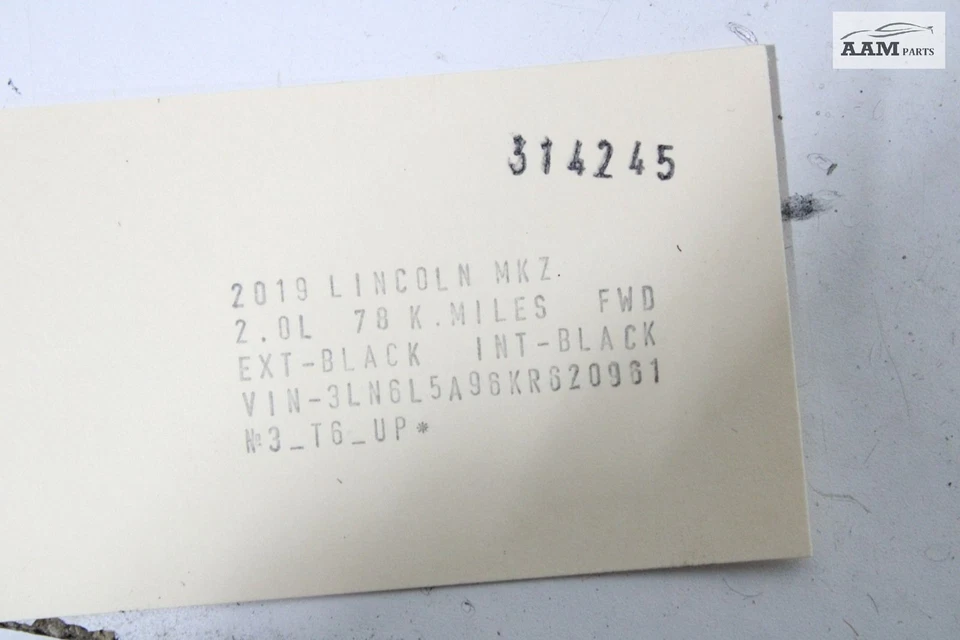 AAM PARTS
314245
2019 LINCOLN MKZ.
2.0L 78 K.MILES FWD
EXT-BLACK INT-BLACK
VIN-3LN6L5A96KR620961
№3_T6_UP*